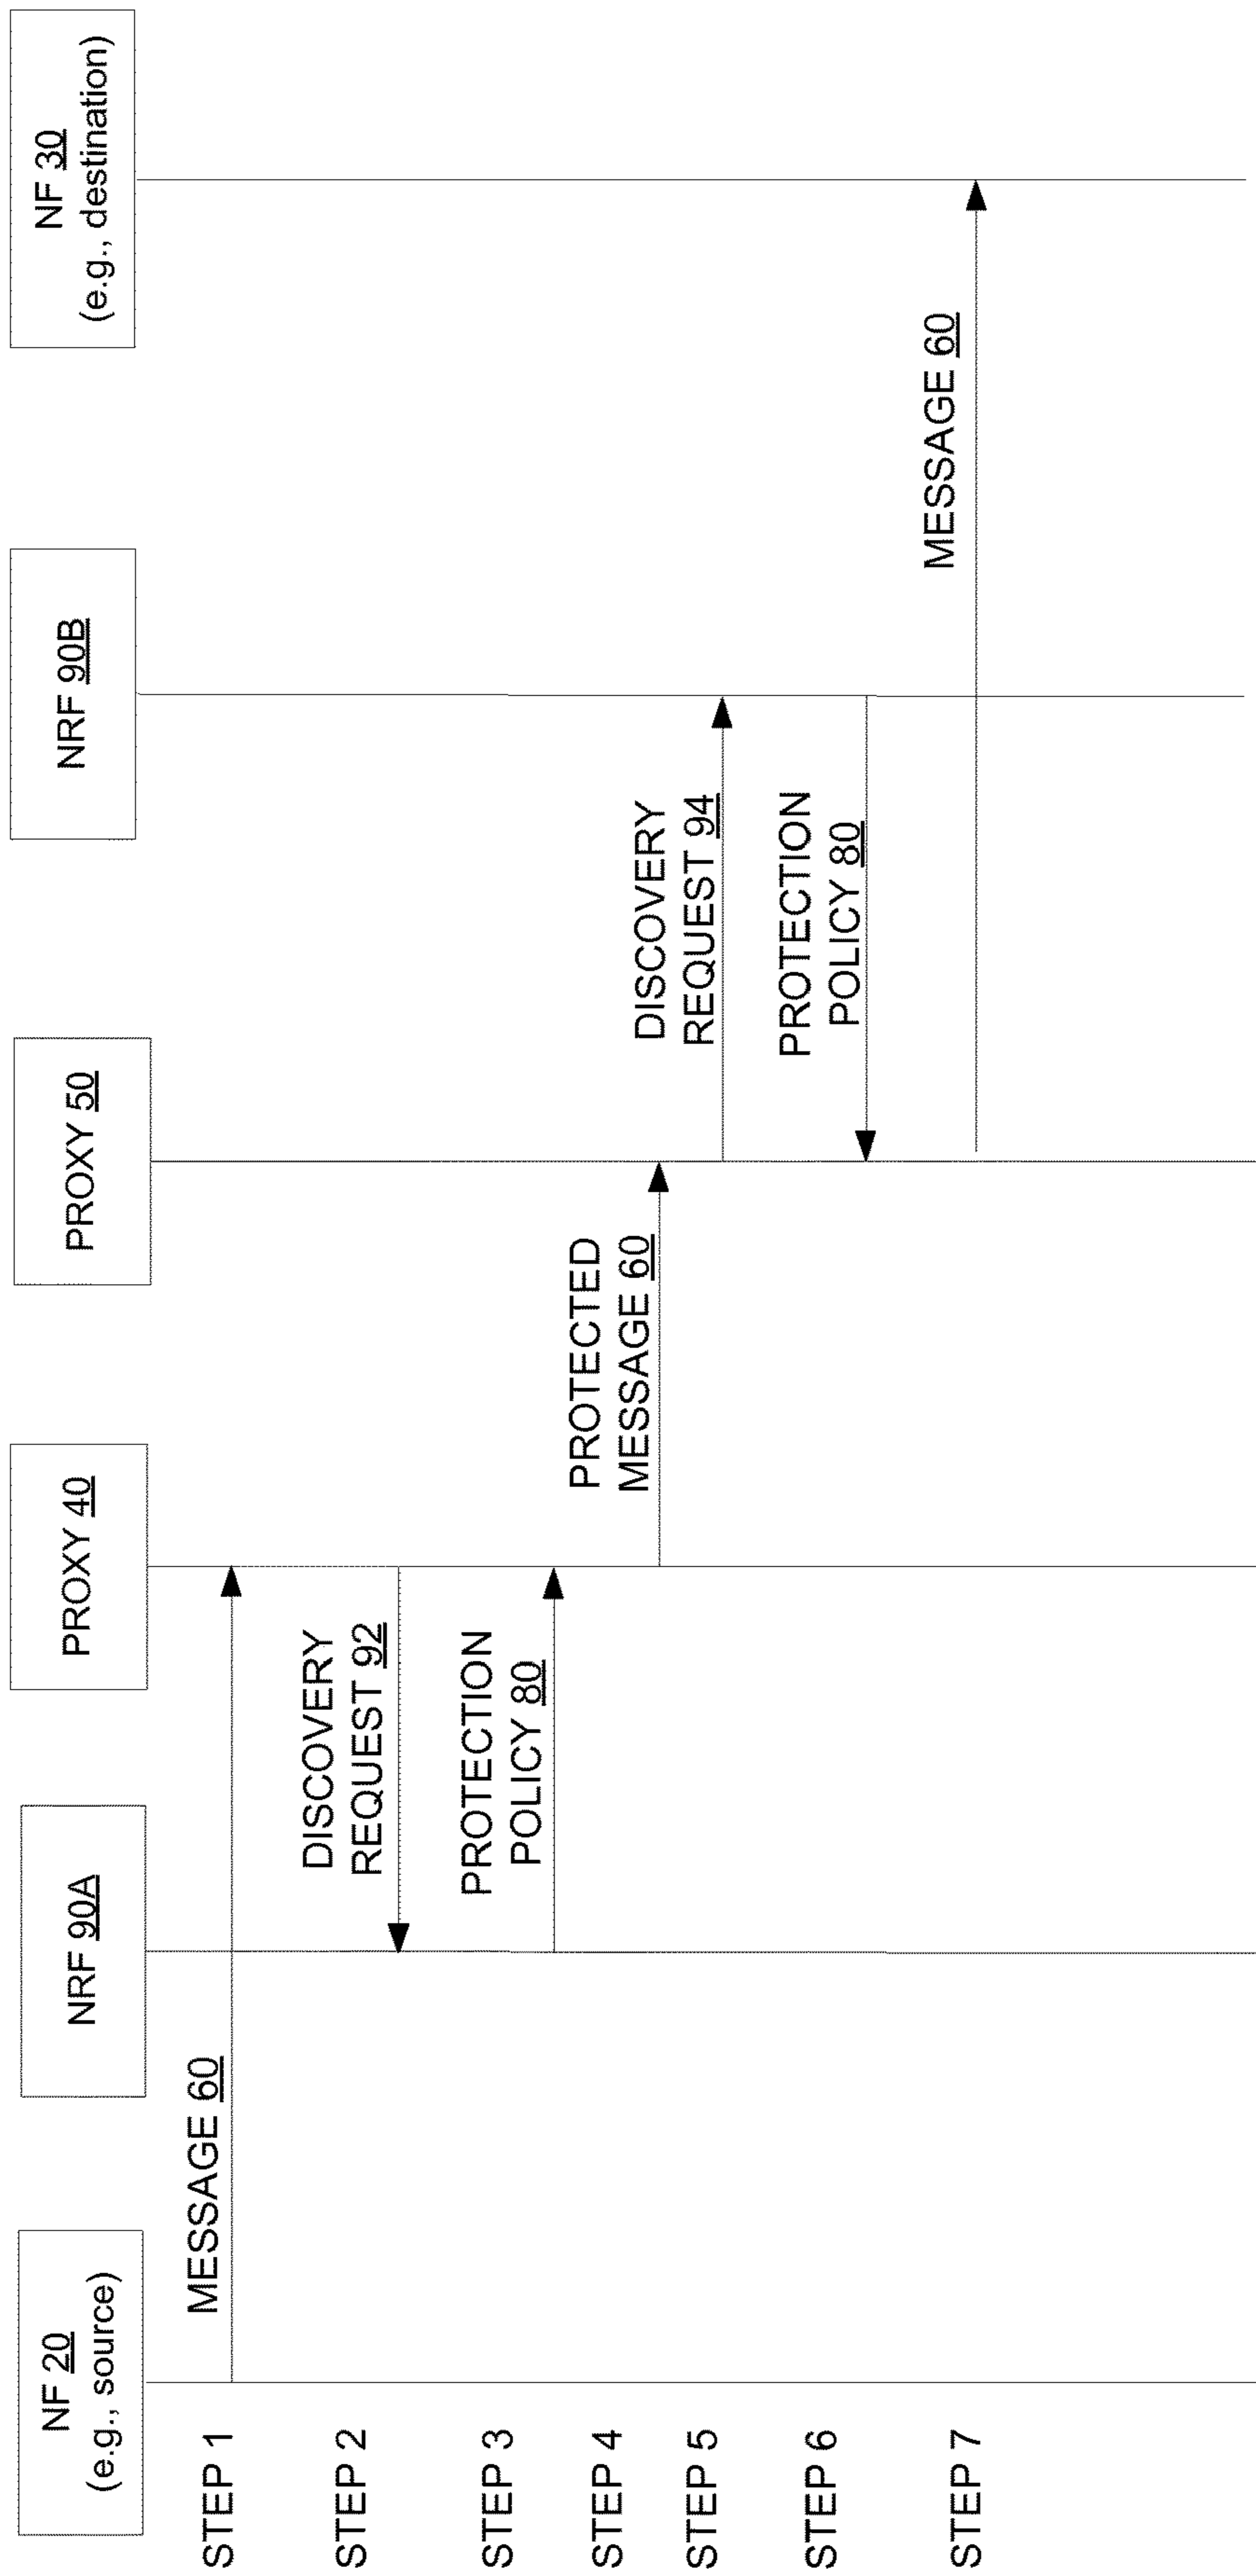 NF 20
(e.g., source)
NRF 90A
PROXY 40
PROXY 50
NRF 90B
NF 30
(e.g., destination)
STEP 1
MESSAGE 60
STEP 2
DISCOVERY
REQUEST 92
STEP 3
PROTECTION
POLICY 80
STEP 4
PROTECTED
MESSAGE 60
STEP 5
DISCOVERY
REQUEST 94
STEP 6
PROTECTION
POLICY 80
STEP 7
MESSAGE 60